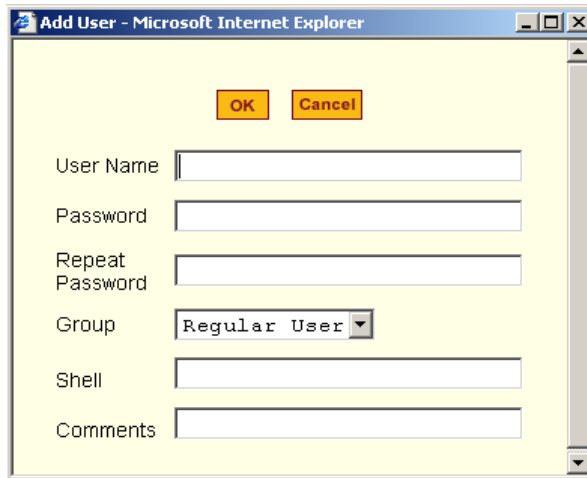 Add User - Microsoft Internet Explorer
OK Cancel
User Name
Password
Repeat
Password
Group Regular User
Shell
Comments